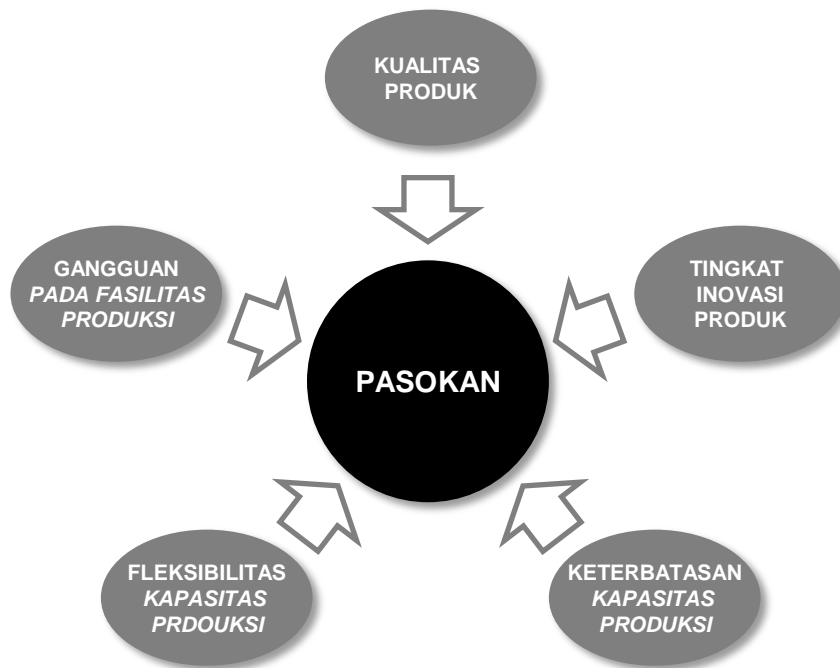 KUALITAS
PRODUK
GANGGUAN
PADA FASILITAS
PRODUKSI
TINGKAT
INOVASI
PRODUK
PASOKAN
FLEKSIBILITAS
KAPASITAS
PRDOUKSI
KETERBATASAN
KAPASITAS
PRODUKSI